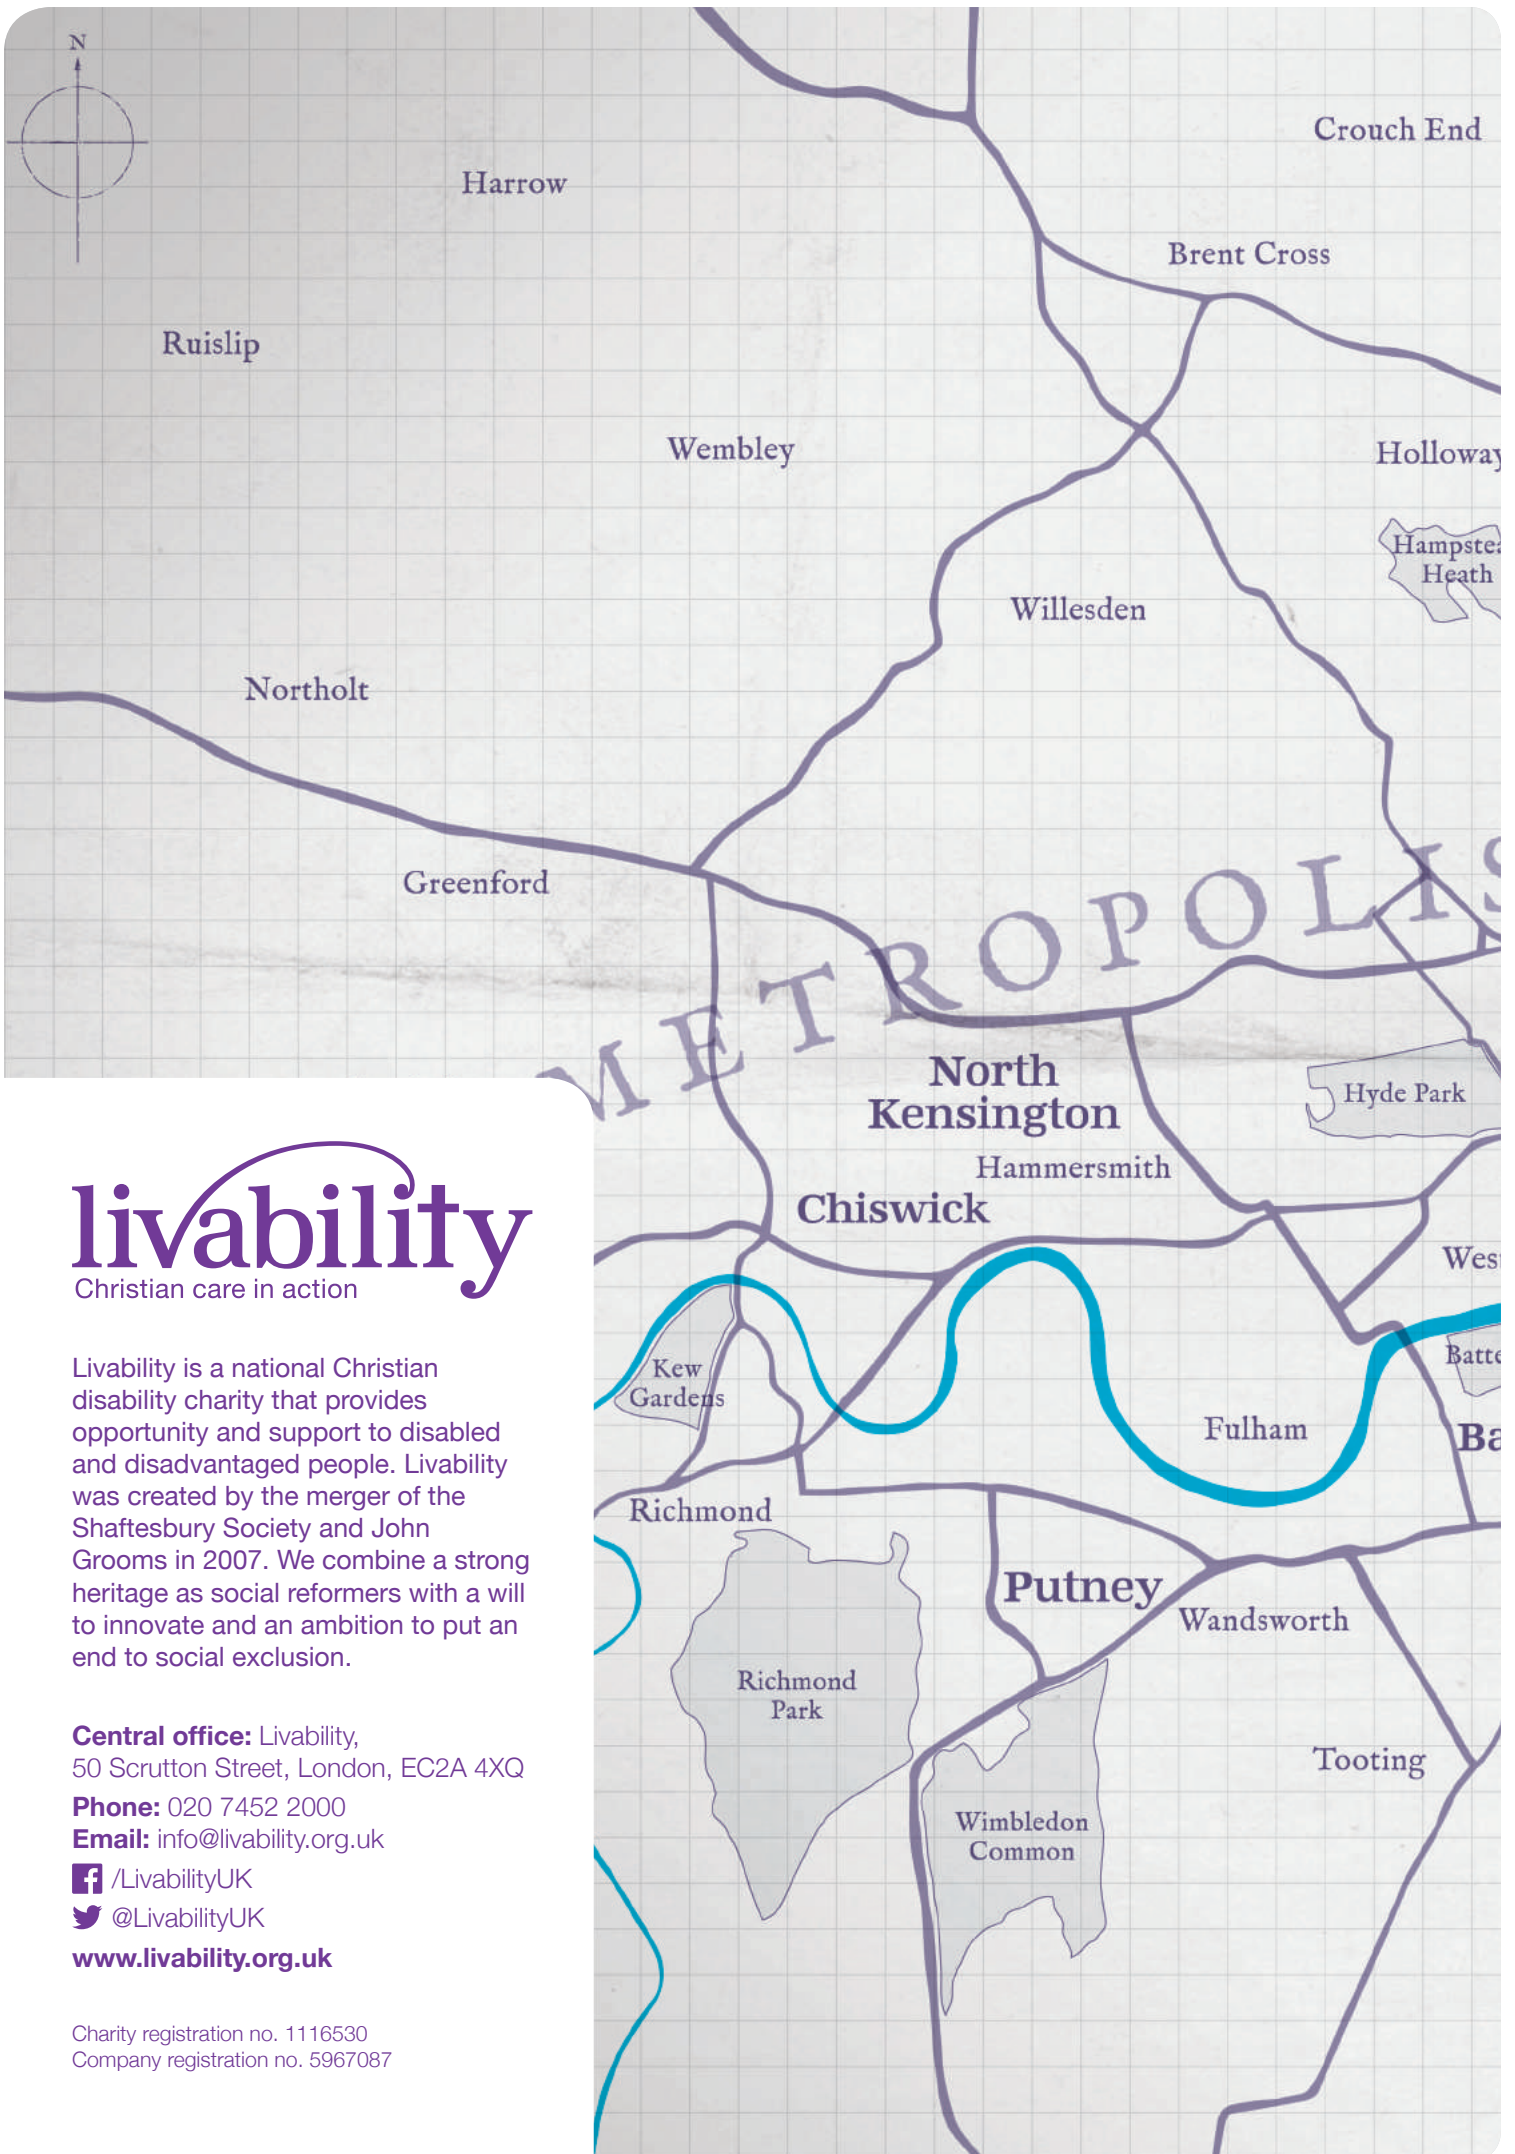 N
Crouch End
Harrow
Brent Cross
Ruislip
Wembley
Holloway
Heath
Willesden
Northolt
Greenford
METROPOLIS
North
Kensington
Hyde Park
Hammersmith
Chiswick
Kew
Gardens
Fulham
Richmond
Putney
Wandsworth
Richmond
Park
Tooting
Wimbledon
Common
livability
Christian care in action
Livability is a national Christian
disability charity that provides
opportunity and support to disabled
and disadvantaged people. Livability
was created by the merger of the
Shaftesbury Society and John
Grooms in 2007. We combine a strong
heritage as social reformers with a will
to innovate and an ambition to put an
end to social exclusion.
Central office: Livability,
50 Scrutton Street, London, EC2A 4XQ
Phone: 020 7452 2000
Email: info@livability.org.uk
/LivabilityUK
@LivabilityUK
www.livability.org.uk
Charity registration no. 1116530
Company registration no. 5967087